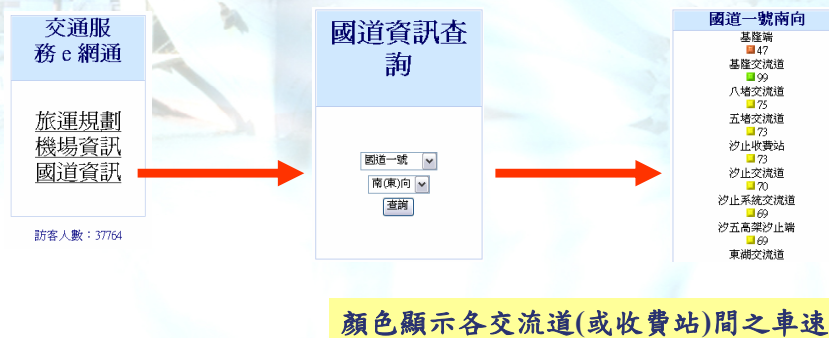 交通服
務 e 網通
旅運規劃
機場資訊
國道資訊
訪客人數：37764
國道資訊查
詢
國道一號
南(東)向
查詢
國道一號南向
基隆端
47
基隆交流道
99
八堵交流道
75
五堵交流道
73
汐止收費站
73
汐止交流道
70
汐止系統交流道
69
汐五高架汐止端
69
東湖交流道
顏色顯示各交流道(或收費站)間之車速